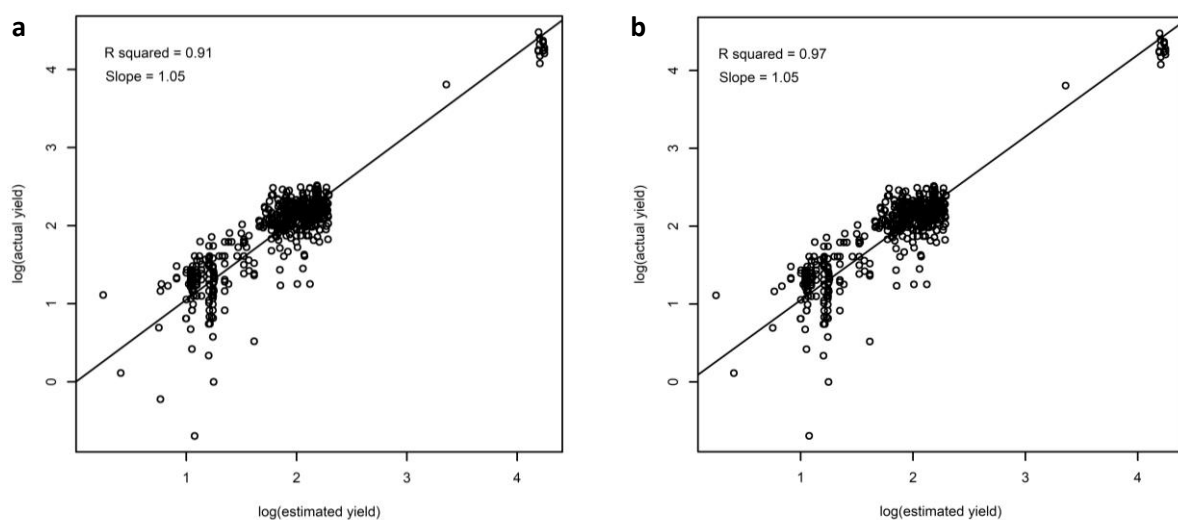 a
R squared = 0.91
Slope = 1.05
log(actual yield)
4
3
2
1
0
1 2 3 4
log(estimated yield)
b
R squared = 0.97
Slope = 1.05
log(actual yield)
4
3
2
1
0
1 2 3 4
log(estimated yield)